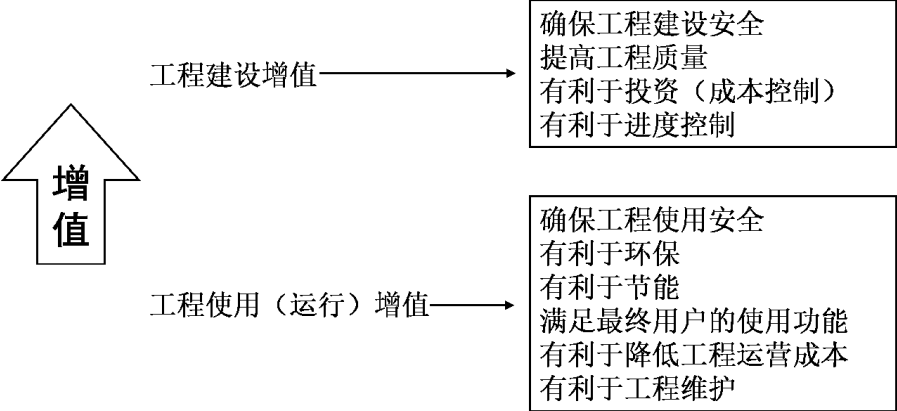 增
值
工程建设增值
确保工程建设安全
提高工程质量
有利于投资（成本控制）
有利于进度控制
工程使用（运行）增值
确保工程使用安全
有利于环保
有利于节能
满足最终用户的使用功能
有利于降低工程运营成本
有利于工程维护